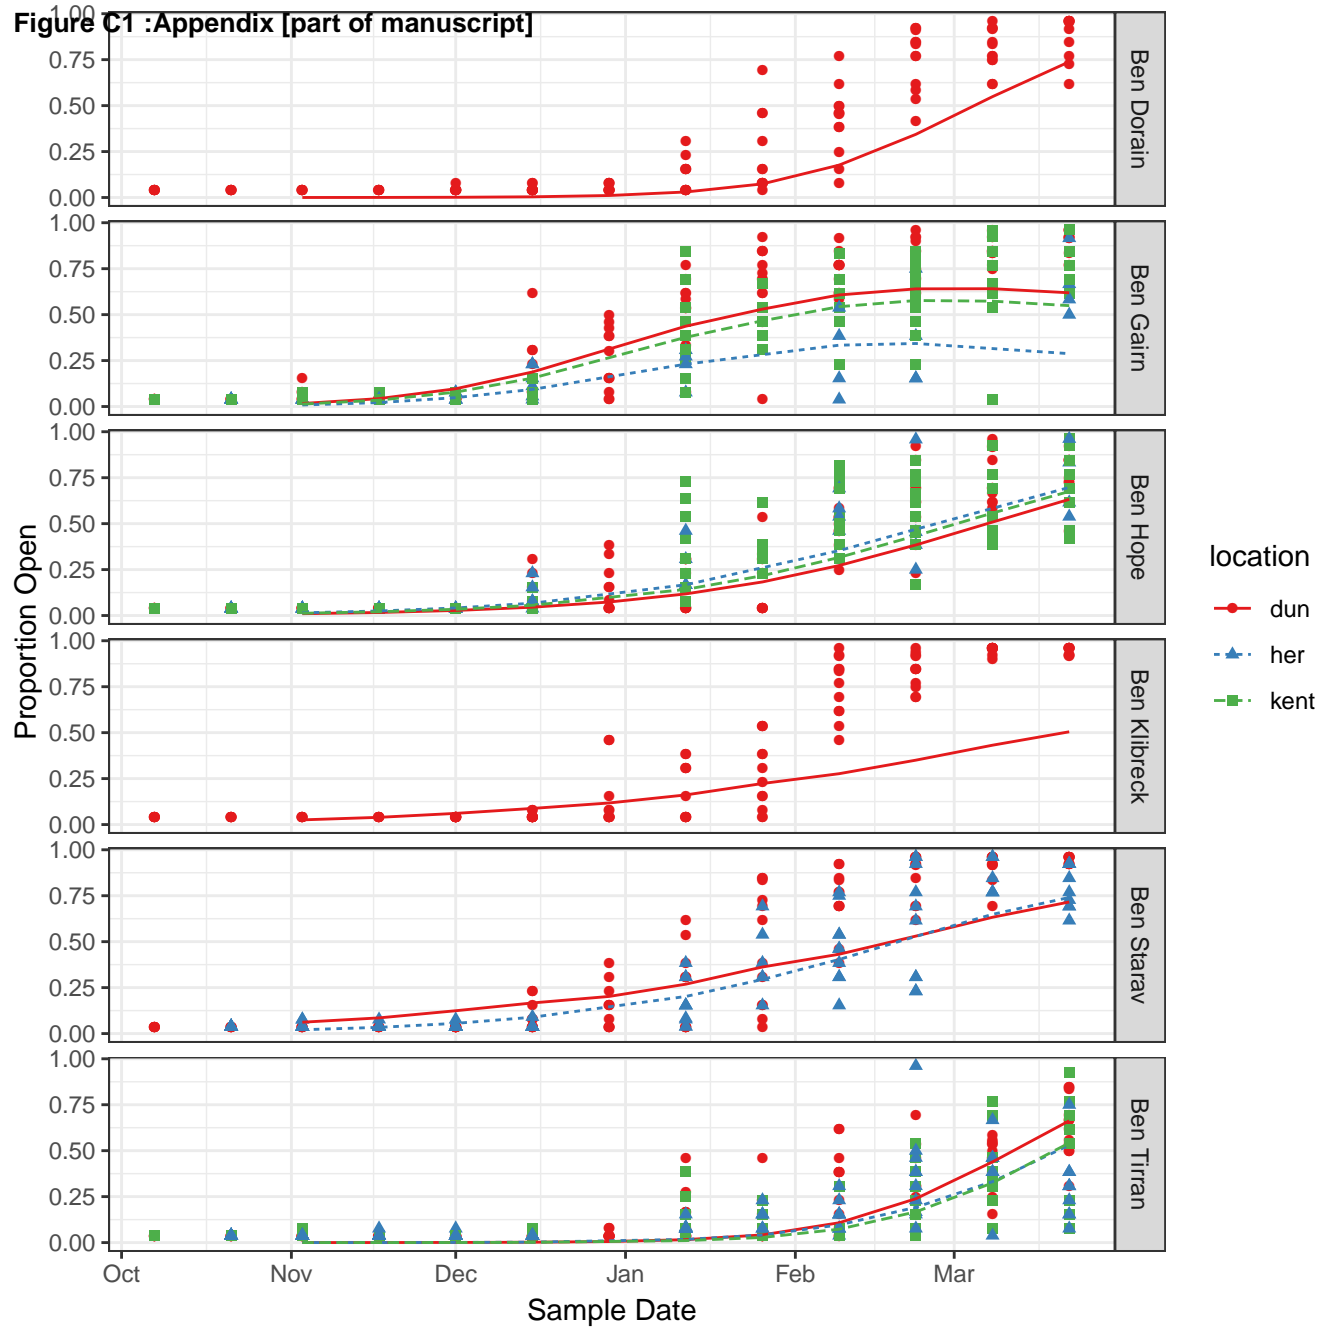 Figure C1 :Appendix [part of manuscript]
1.00
0.75
0.50
0.25
0.00
Ben Dorain
1.00
0.75
0.50
0.25
0.00
Ben Gairn
1.00
0.75
0.50
0.25
0.00
Ben Hope
1.00
0.75
0.50
0.25
0.00
Ben Klibreck
1.00
0.75
0.50
0.25
0.00
Ben Starav
1.00
0.75
0.50
0.25
0.00
Ben Tirran
Proportion Open
Oct Nov Dec Jan Feb Mar
Sample Date
location
dun
her
kent